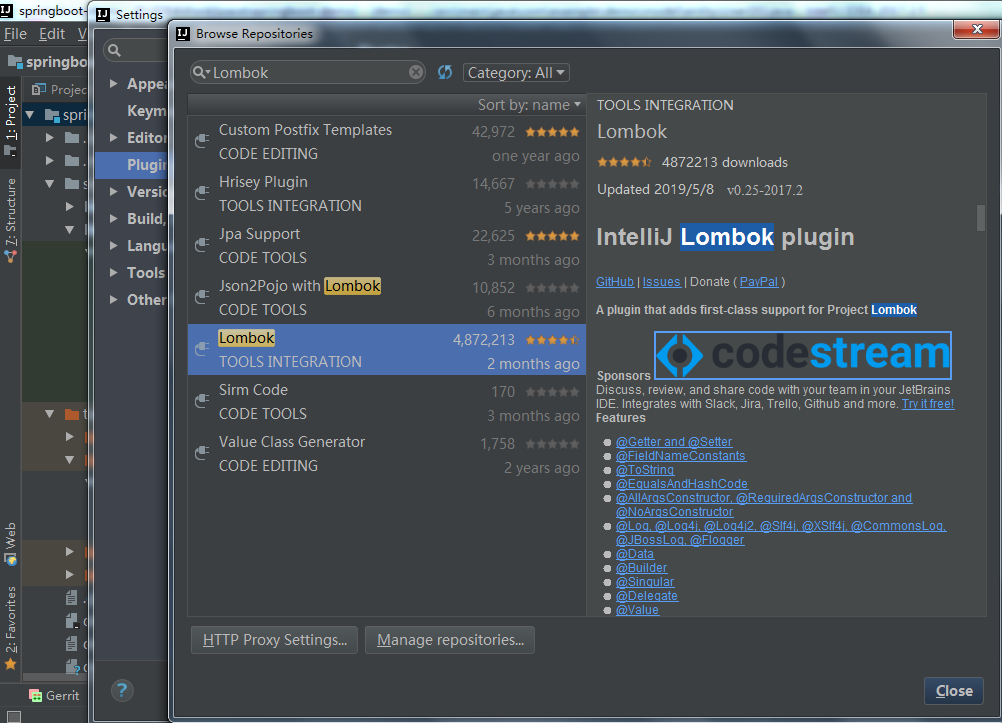 springboot-
Settings
Browse Repositories
File Edit V
springbo
Project
spri
1: Project
7: Structure
Web
2: Favorites
Gerrit
Appea
Keym
Editor
Plugin
Versio
Build,
Langu
Tools
Other
?
Lombok
Category: All
Sort by: name
Custom Postfix Templates 42,972
CODE EDITING one year ago
Hrisey Plugin 14,667
TOOLS INTEGRATION 5 years ago
Jpa Support 22,625
CODE TOOLS 3 months ago
Json2Pojo with Lombok 10,852
CODE TOOLS 6 months ago
Lombok 4,872,213
TOOLS INTEGRATION 2 months ago
Sirm Code 170
CODE TOOLS 3 months ago
Value Class Generator 1,758
CODE EDITING 2 years ago
TOOLS INTEGRATION
Lombok
4872213 downloads
Updated 2019/5/8 v0.25-2017.2
IntelliJ Lombok plugin
GitHub | Issues | Donate ( PayPal )
A plugin that adds first-class support for Project Lombok
Sponsors codestream
Discuss, review, and share code with your team in your JetBrains
IDE. Integrates with Slack, Jira, Trello, Github and more. Try it free!
Features
@Getter and @Setter
@FieldNameConstants
@ToString
@EqualsAndHashCode
@AllArgsConstructor, @RequiredArgsConstructor and
@NoArgsConstructor
@Log, @Log4j, @Log4j2, @Slf4j, @XSlf4j, @CommonsLog,
@JBossLog, @Flogger
@Data
@Builder
@Singular
@Delegate
@Value
HTTP Proxy Settings...
Manage repositories...
Close